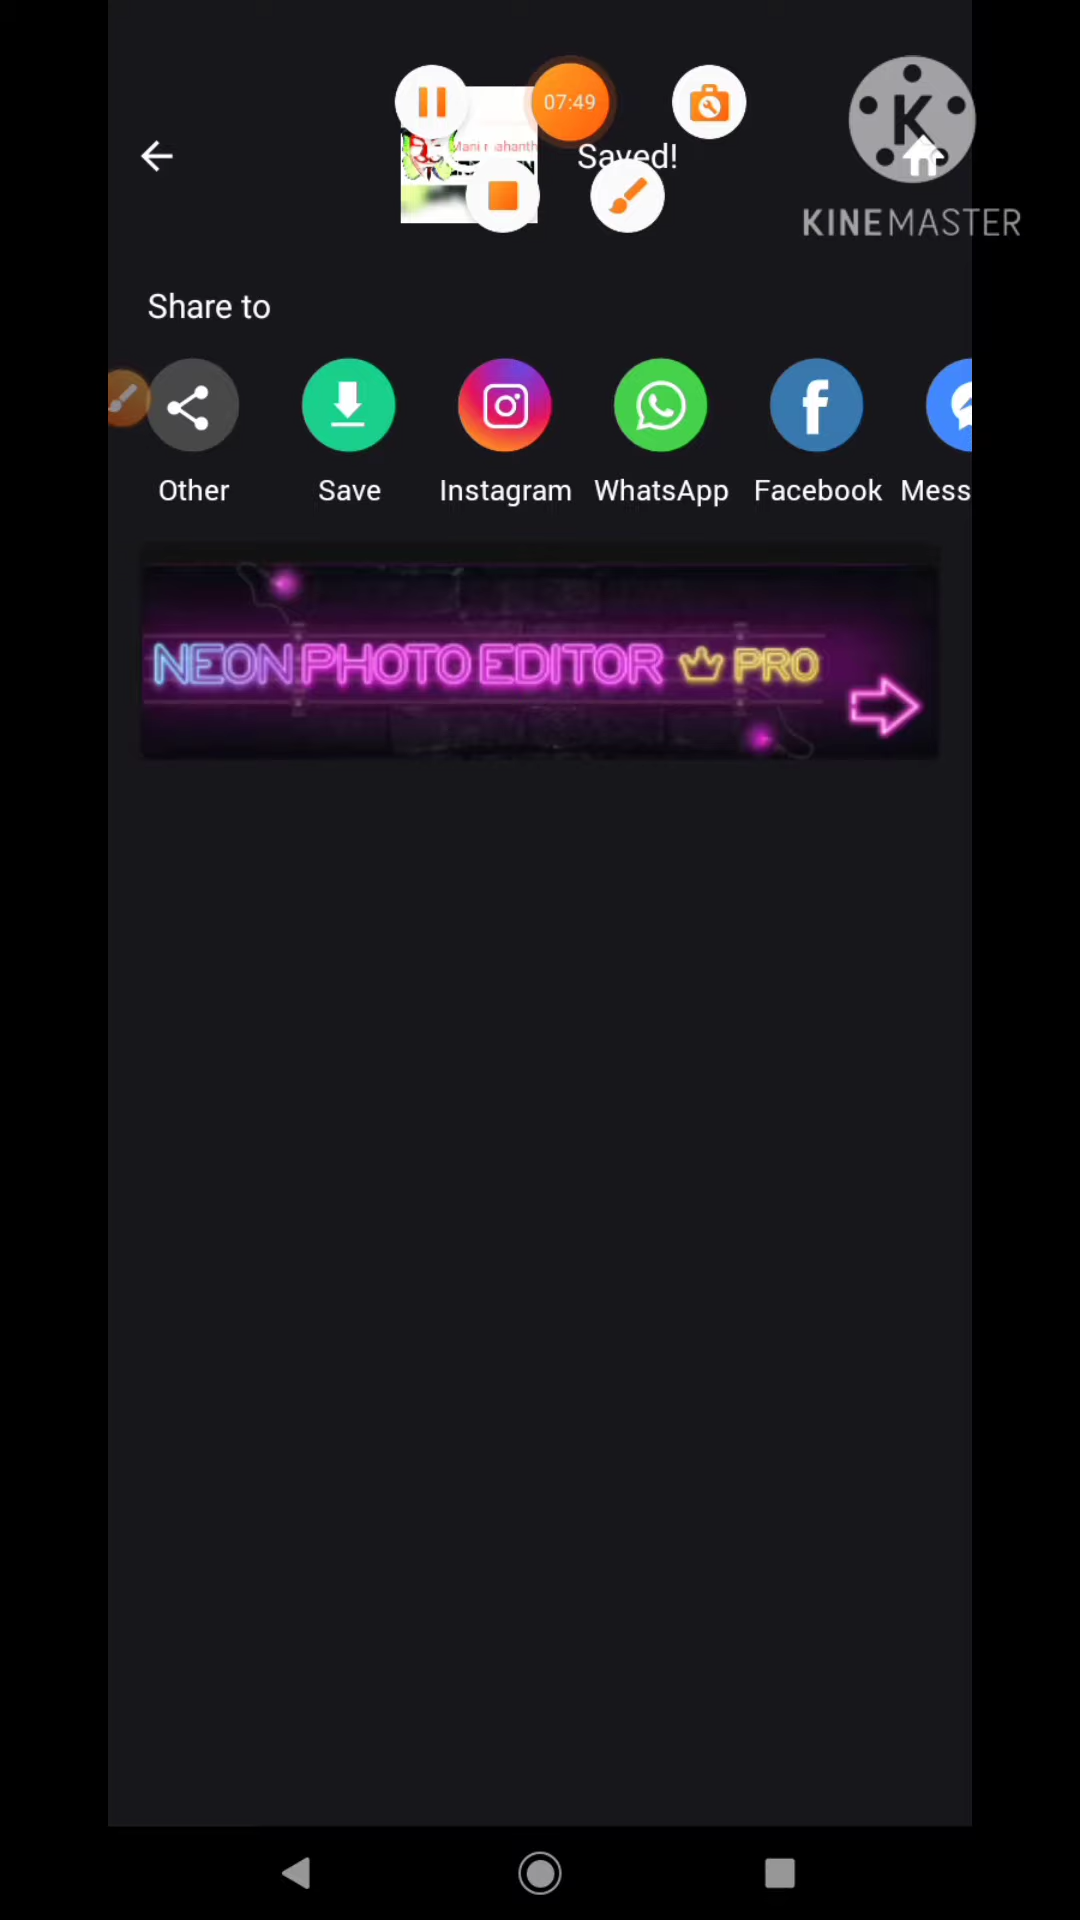 07:49
Saved!
KINEMASTER
Share to
Other Save Instagram WhatsApp Facebook Mess
NEON PHOTO EDITOR PRO